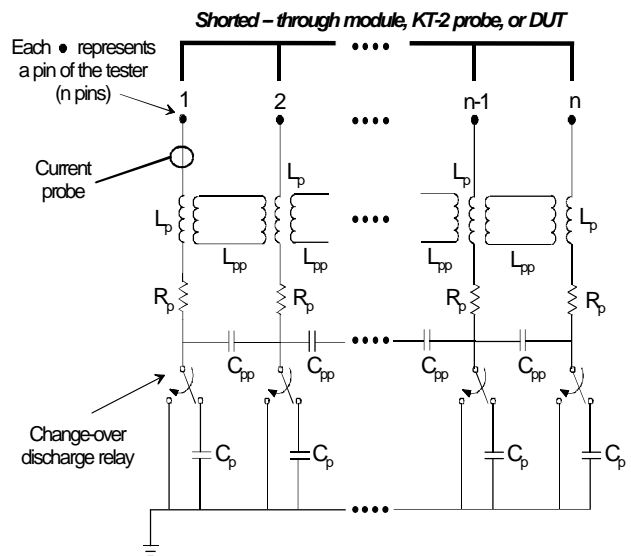 Shorted – through module, KT-2 probe, or DUT
Each • represents
a pin of the tester
(n pins)
1
2
n-1
n
Current
probe
Lp
Lp
Lp
Lp
Lpp
Lpp
Lpp
Lpp
Rp
Rp
Rp
Rp
Cpp
Cpp
Cpp
Cpp
Change-over
discharge relay
Cp
Cp
Cp
Cp